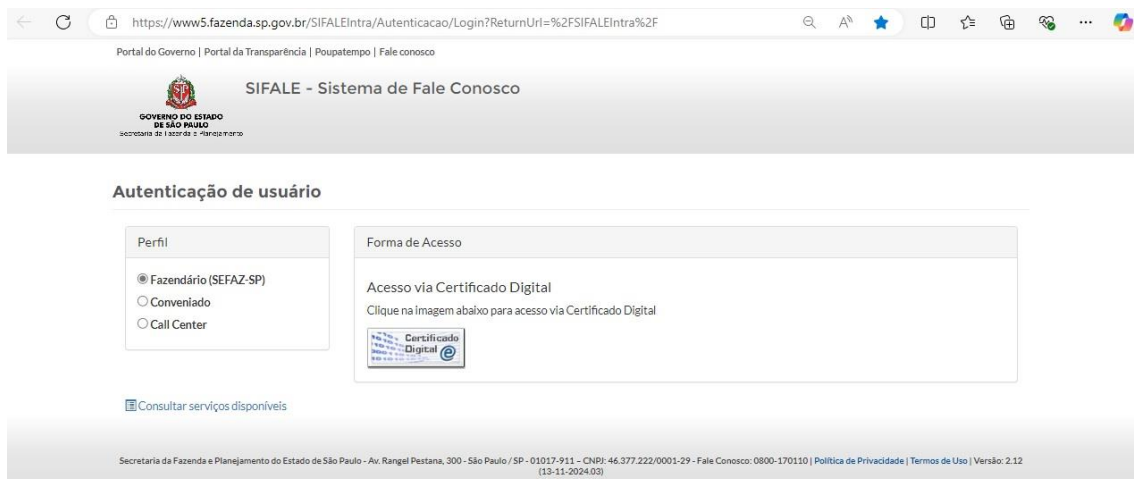 https://www5.fazenda.sp.gov.br/SIFALEIntra/Autenticacao/Login?ReturnUrl=%2FSIFALEIntra%2F
Portal do Governo | Portal da Transparência | Poupatempo | Fale conosco
SIFALE - Sistema de Fale Conosco
GOVERNO DO ESTADO
DE SÃO PAULO
Secretaria da Fazenda e Planejamento
Autenticação de usuário
Perfil
Fazendário (SEFAZ-SP)
Conveniado
Call Center
Forma de Acesso
Acesso via Certificado Digital
Clique na imagem abaixo para acesso via Certificado Digital
Certificado
Digital
Consultar serviços disponíveis
Secretaria da Fazenda e Planejamento do Estado de São Paulo - Av. Rangel Pestana, 300 - São Paulo / SP - 01017-911 – CNPJ: 46.377.222/0001-29 - Fale Conosco: 0800-170110 | Política de Privacidade | Termos de Uso | Versão: 2.12
(13-11-2024.03)